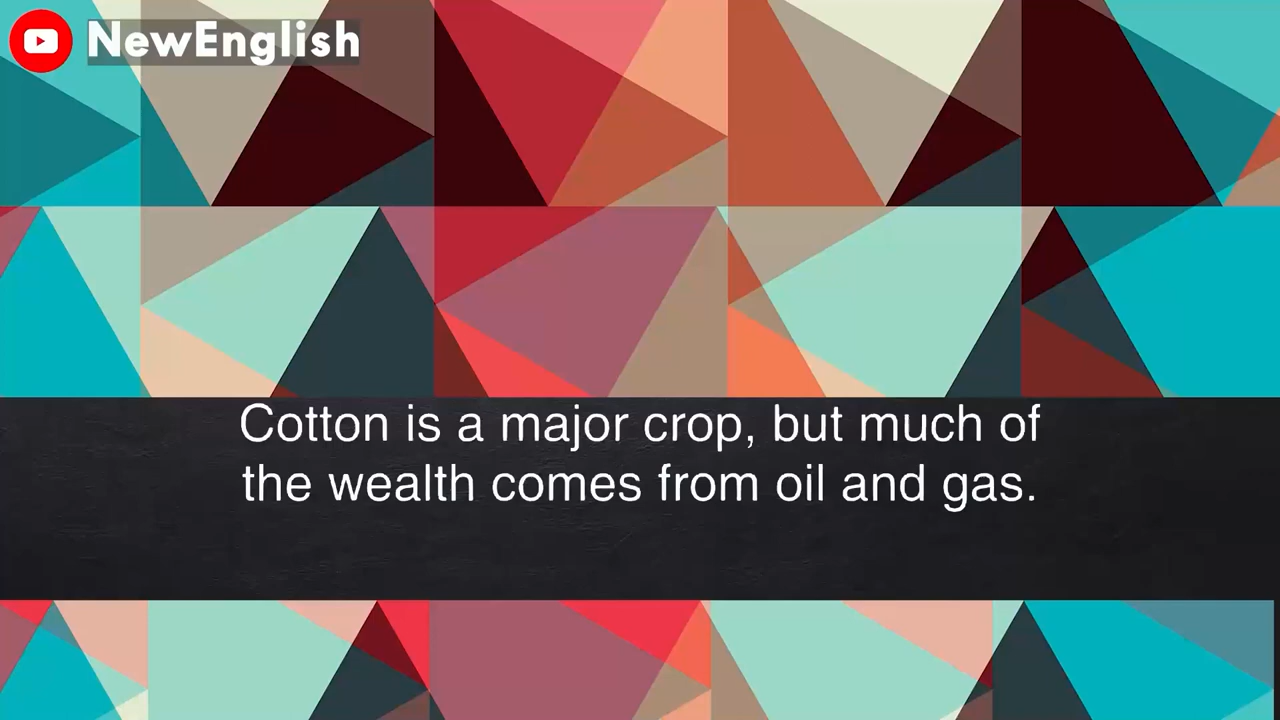 NewEnglish
Cotton is a major crop, but much of
the wealth comes from oil and gas.